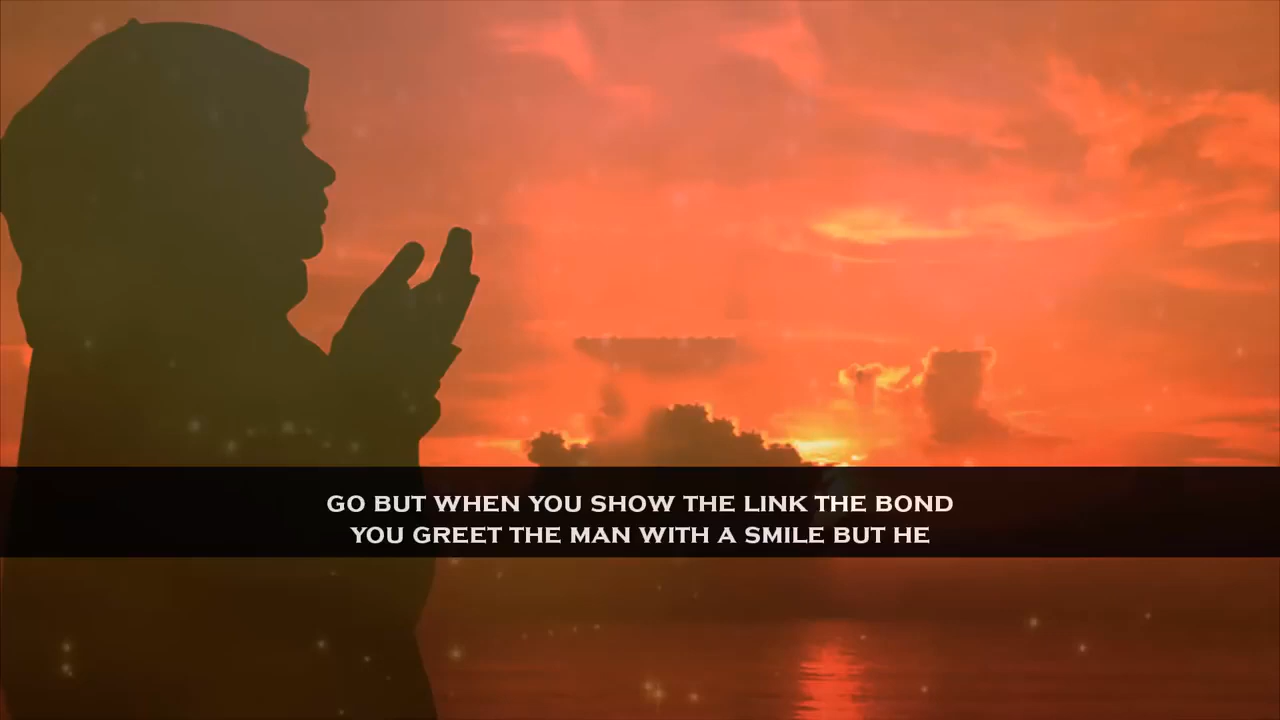 GO BUT WHEN YOU SHOW THE LINK THE BOND
YOU GREET THE MAN WITH A SMILE BUT HE